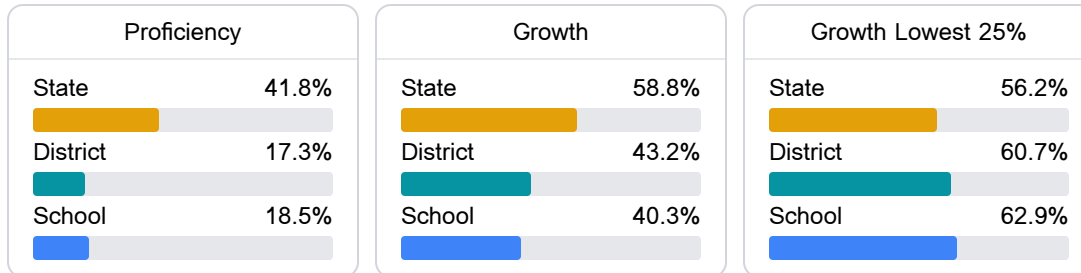 Proficiency
State 41.8%
District 17.3%
School 18.5%
Growth
State 58.8%
District 43.2%
School 40.3%
Growth Lowest 25%
State 56.2%
District 60.7%
School 62.9%